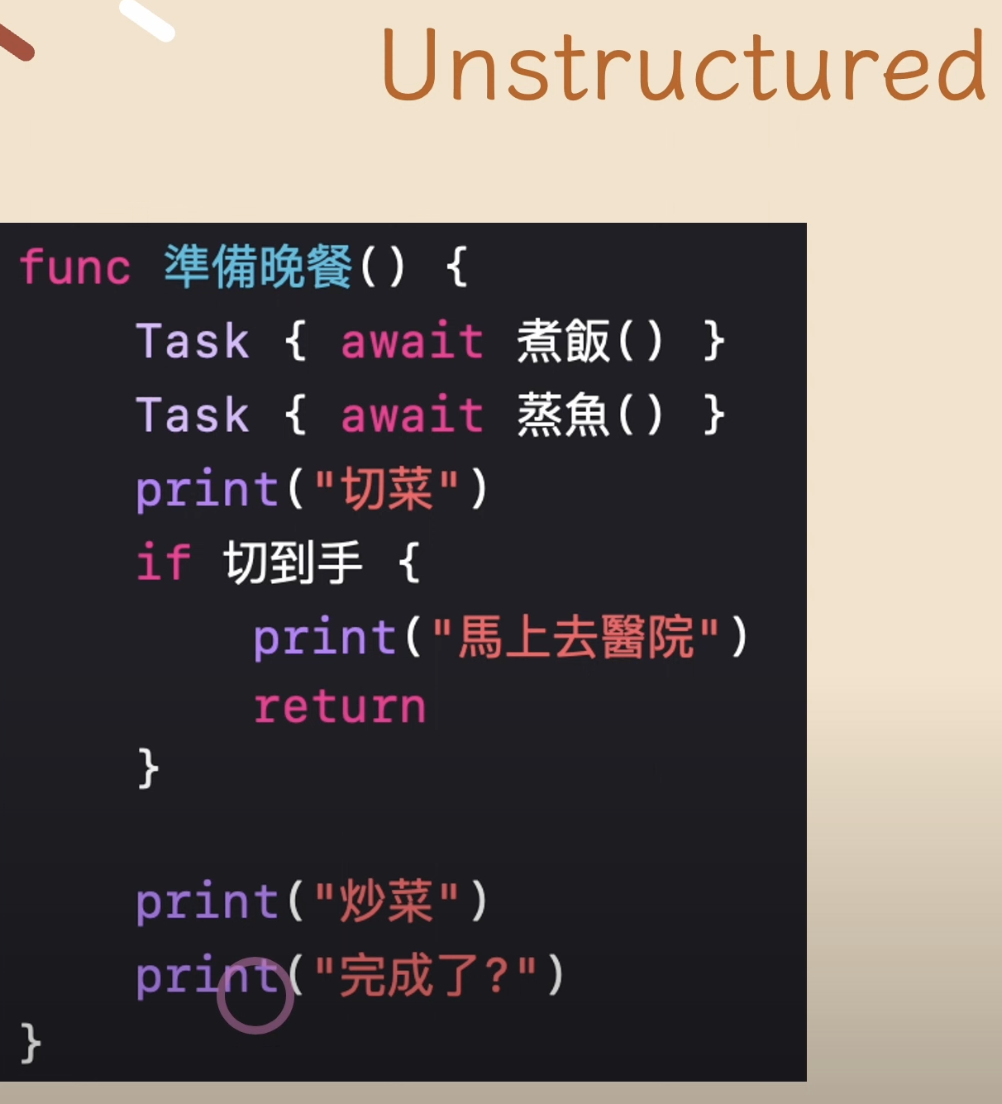 Unstructured
func 準備晚餐() {
Task { await 煮飯() }
Task { await 蒸魚() }
print("切菜")
if 切到手 {
print("馬上去醫院")
return
}
print("炒菜")
print("完成了?")
}